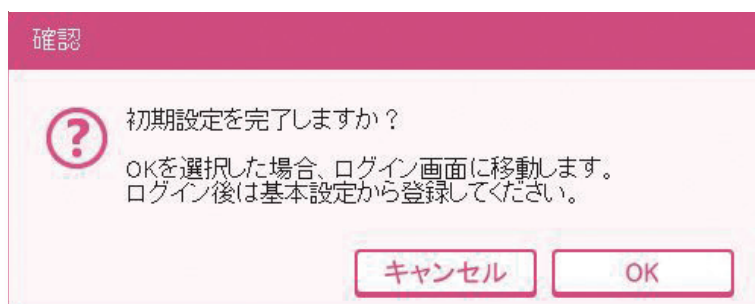 確認
初期設定を完了しますか？
OKを選択した場合、ログイン画面に移動します。
ログイン後は基本設定から登録してください。
キャンセル
OK